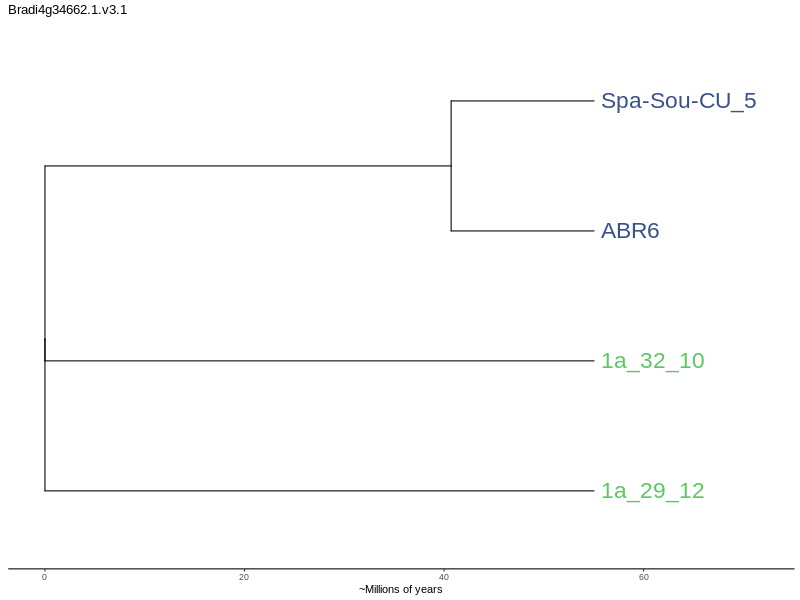 Bradi4g34662.1.v3.1
Spa-Sou-CU_5
ABR6
1a_32_10
1a_29_12
0 20 40 60
~Millions of years